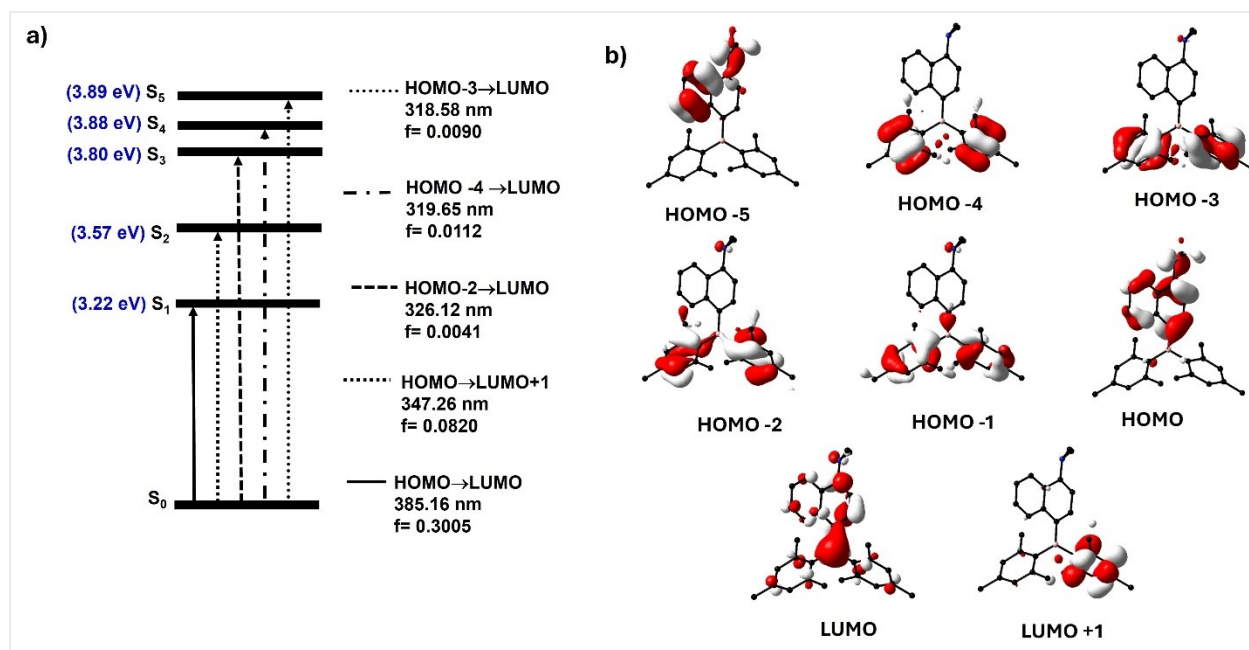 a)
(3.89 eV) S5
(3.88 eV) S4
(3.80 eV) S3
(3.57 eV) S2
(3.22 eV) S1
S0
HOMO-3→LUMO
318.58 nm
f= 0.0090
HOMO -4 →LUMO
319.65 nm
f= 0.0112
HOMO-2→LUMO
326.12 nm
f= 0.0041
HOMO→LUMO+1
347.26 nm
f= 0.0820
HOMO→LUMO
385.16 nm
f= 0.3005
b)
HOMO -5
HOMO -4
HOMO -3
HOMO -2
HOMO -1
HOMO
LUMO
LUMO +1